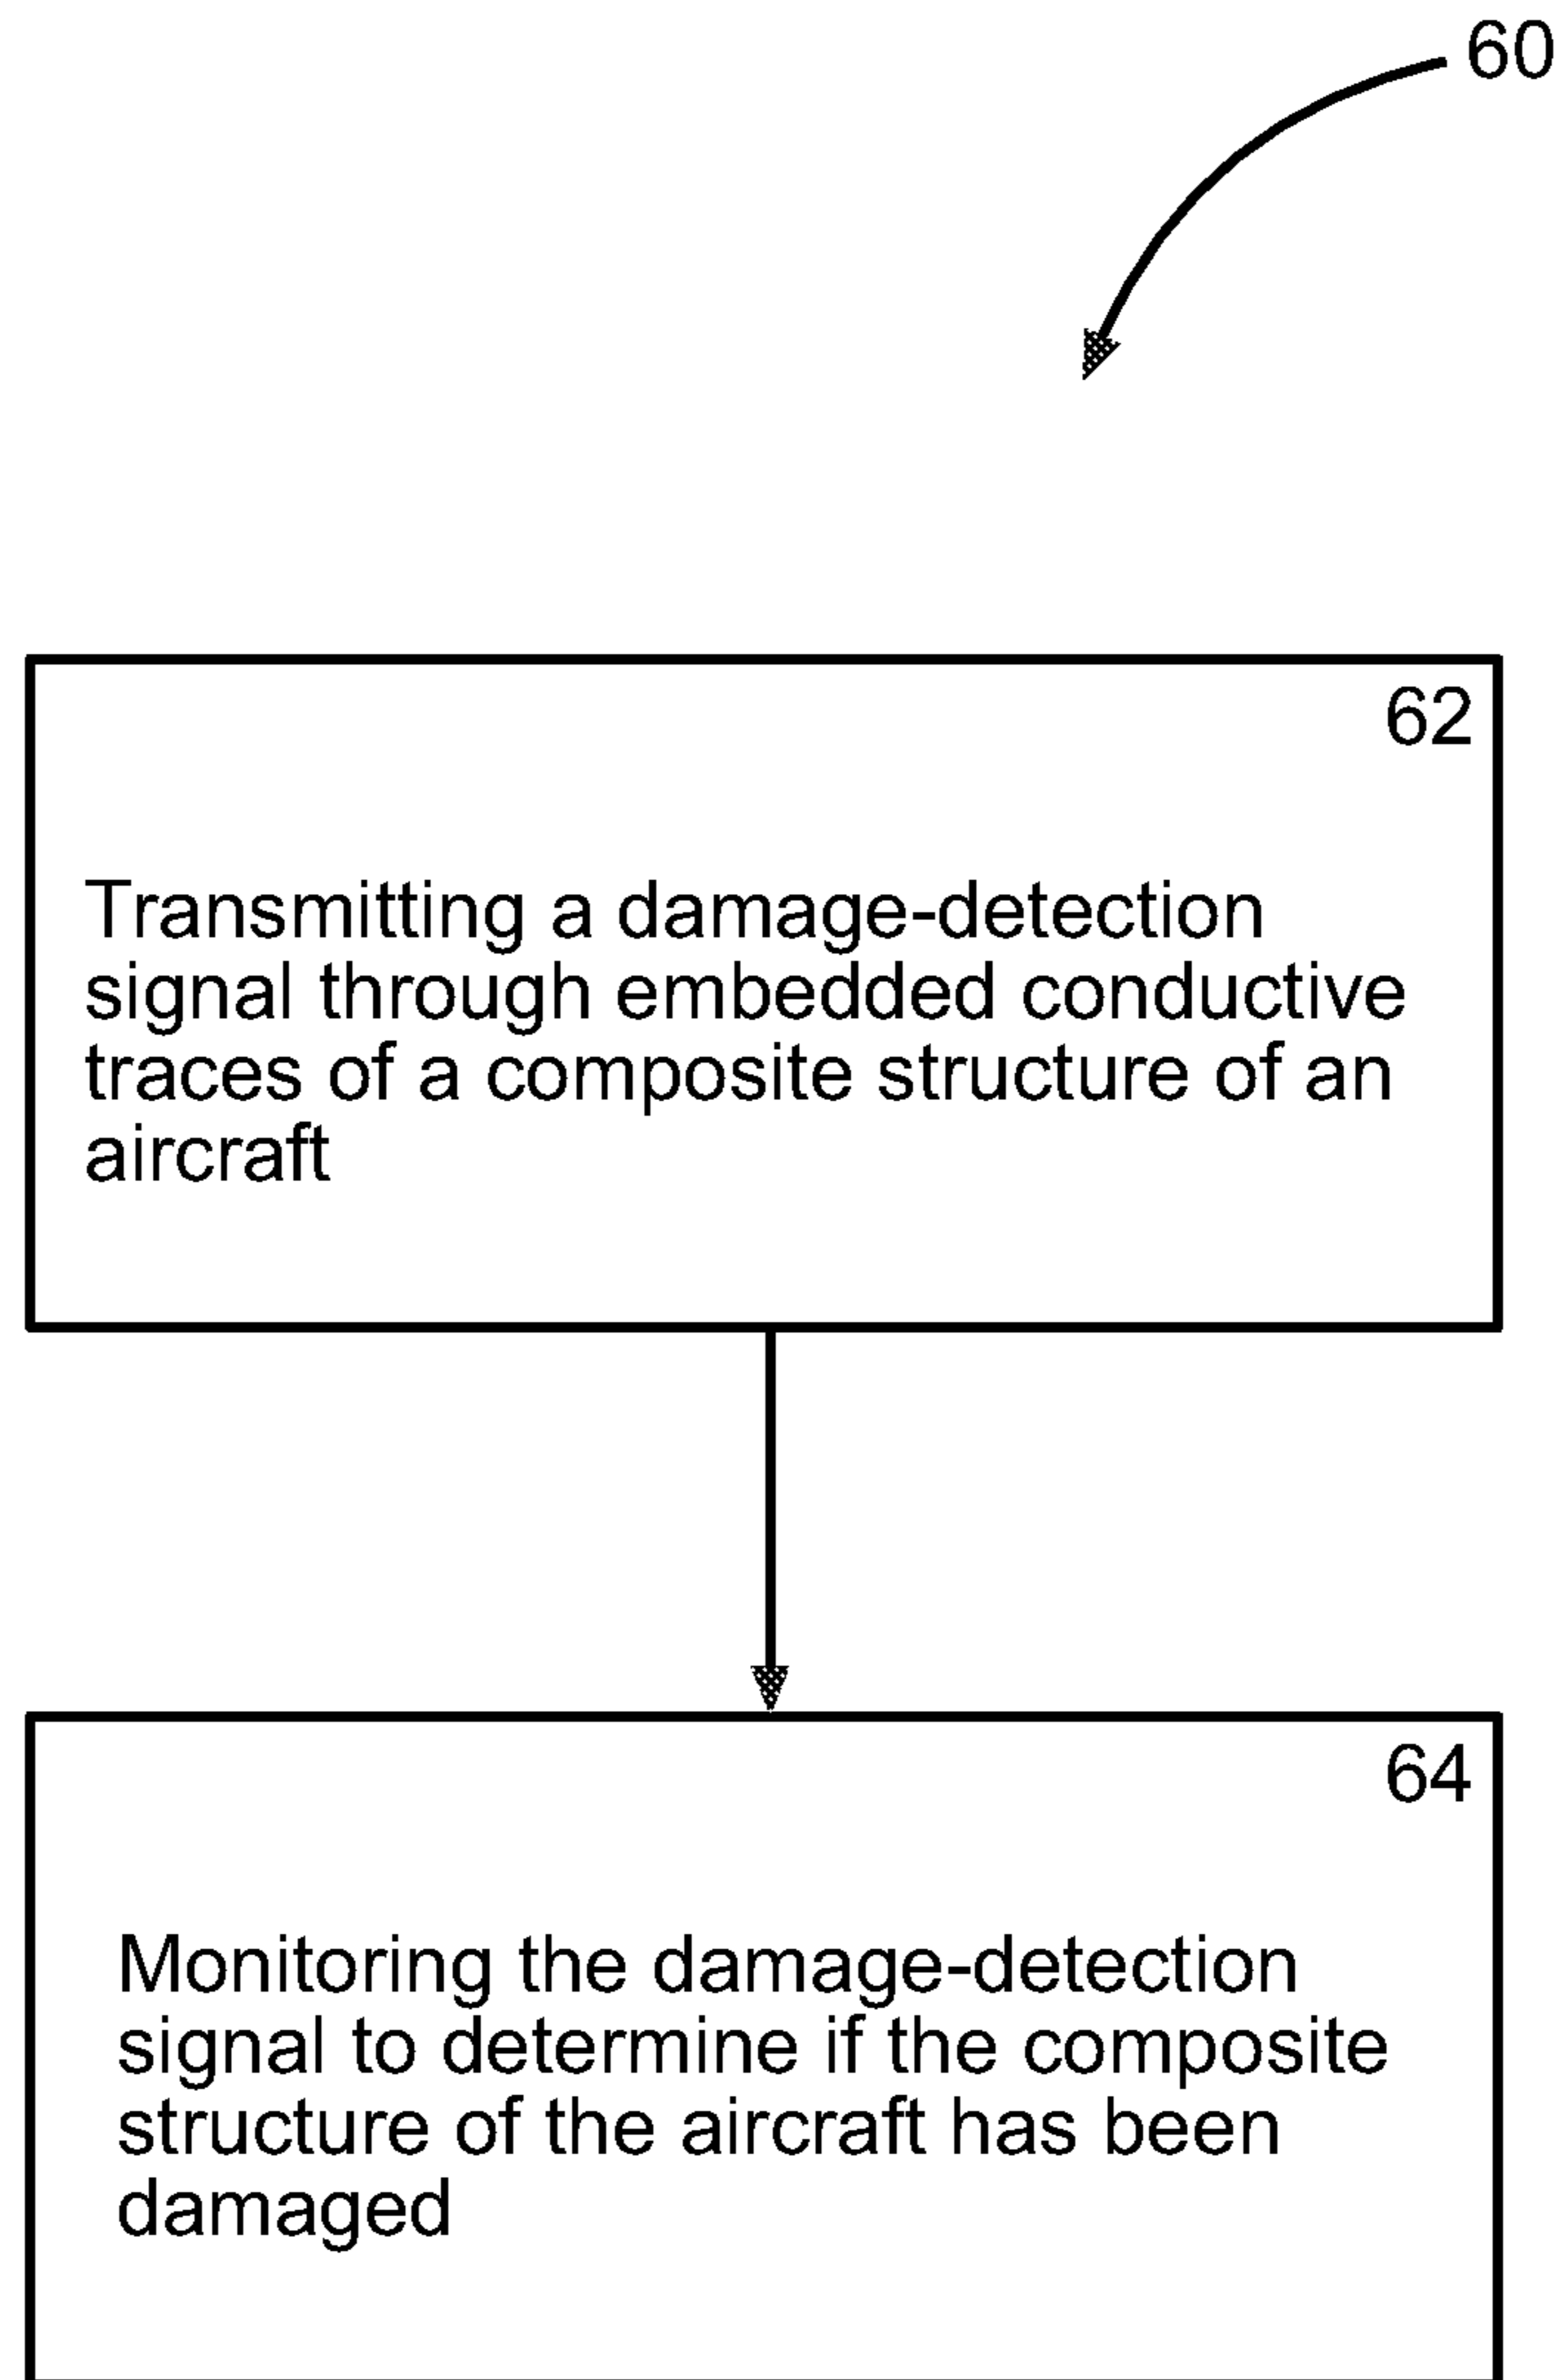 60
62
Transmitting a damage-detection
signal through embedded conductive
traces of a composite structure of an
aircraft
64
Monitoring the damage-detection
signal to determine if the composite
structure of the aircraft has been
damaged